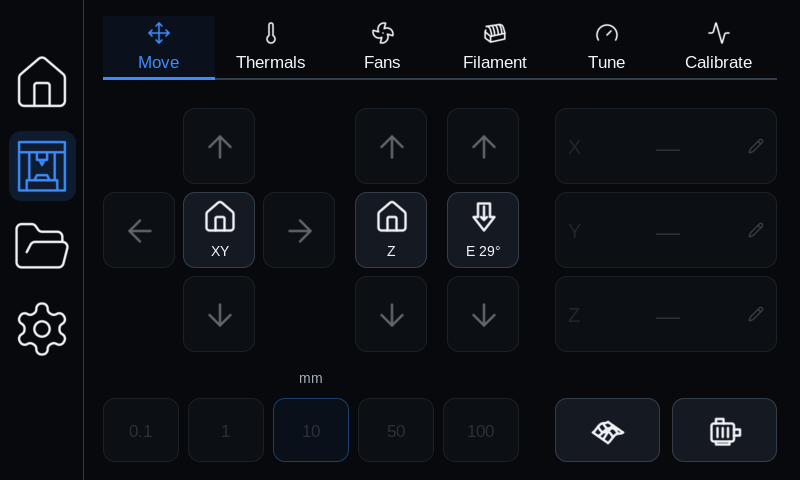 Move
Thermals
Fans
Filament
Tune
Calibrate
X —
XY
Z
E 29°
Y —
Z —
mm
0.1
1
10
50
100